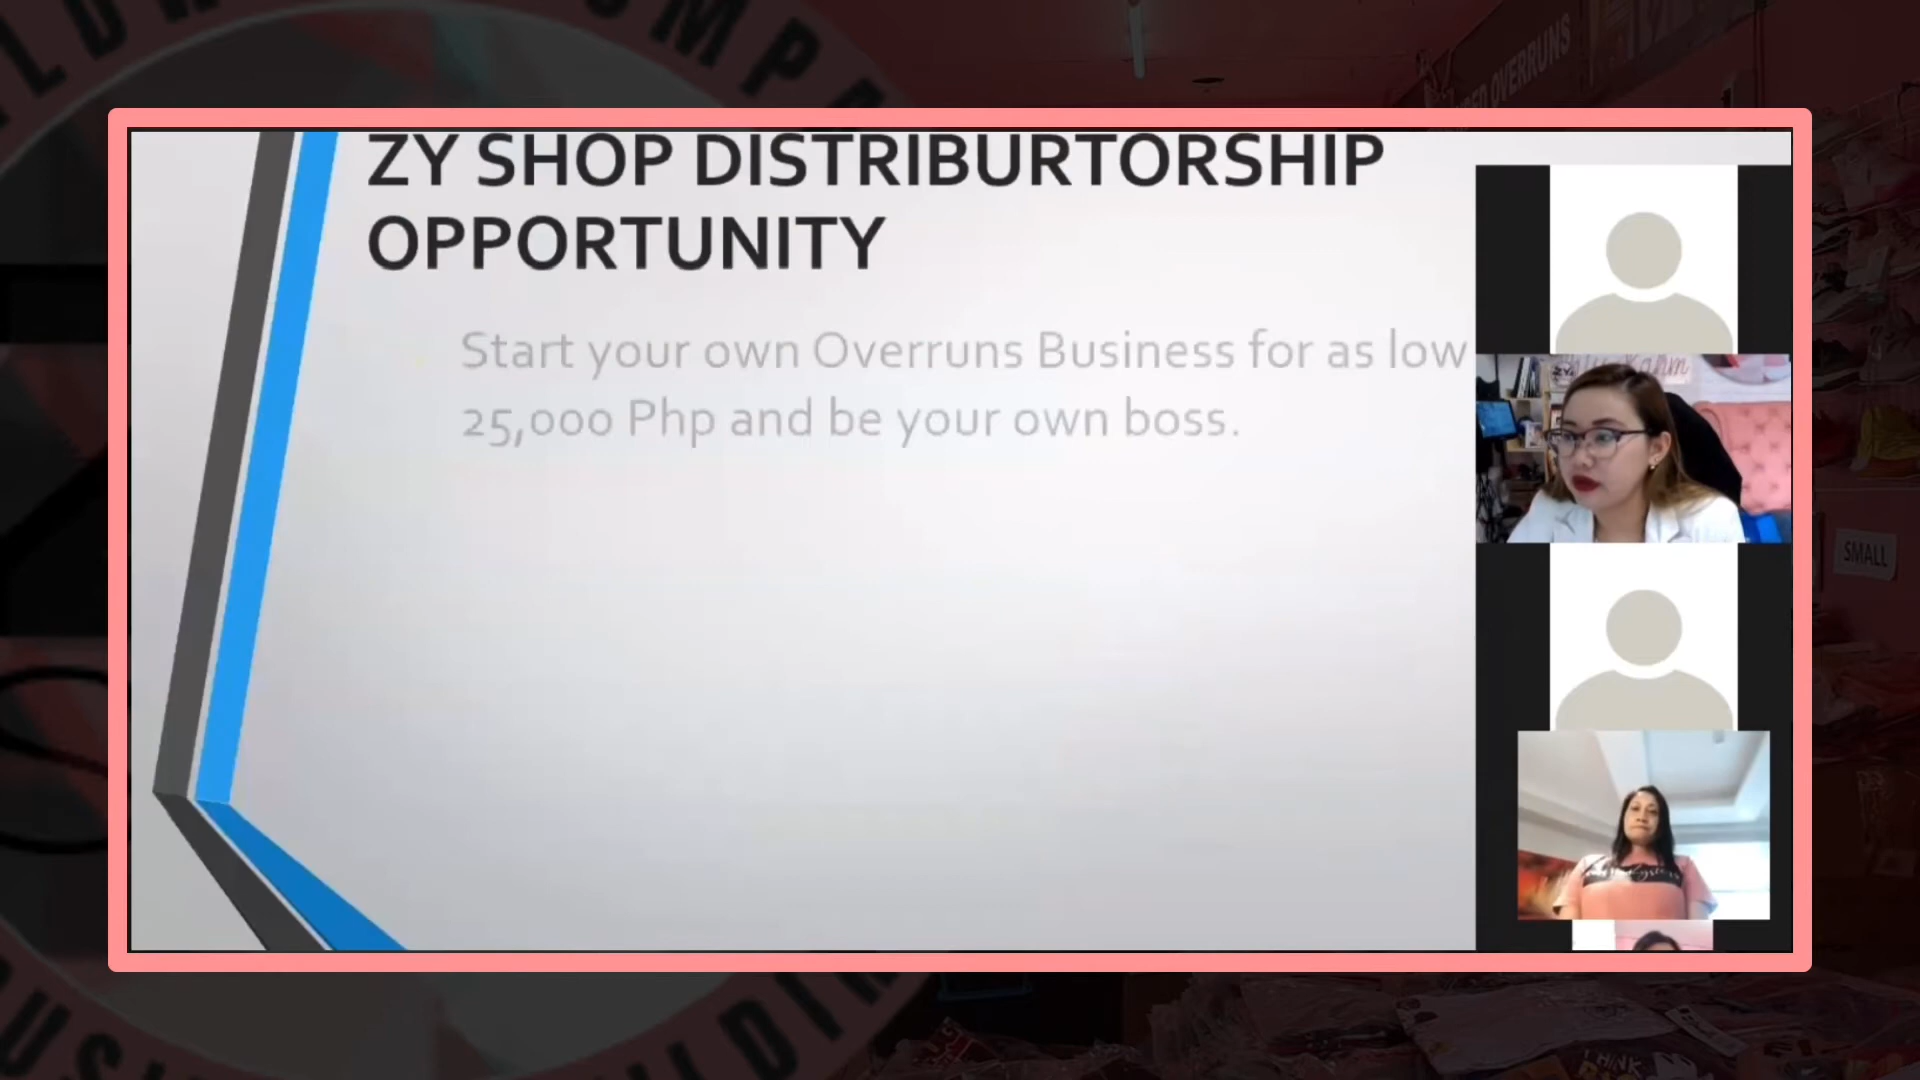 ZY SHOP DISTRIBURTORSHIP
OPPORTUNITY
Start your own Overruns Business for as low
25,000 Php and be your own boss.
OVERRUNS
SMALL
THINK